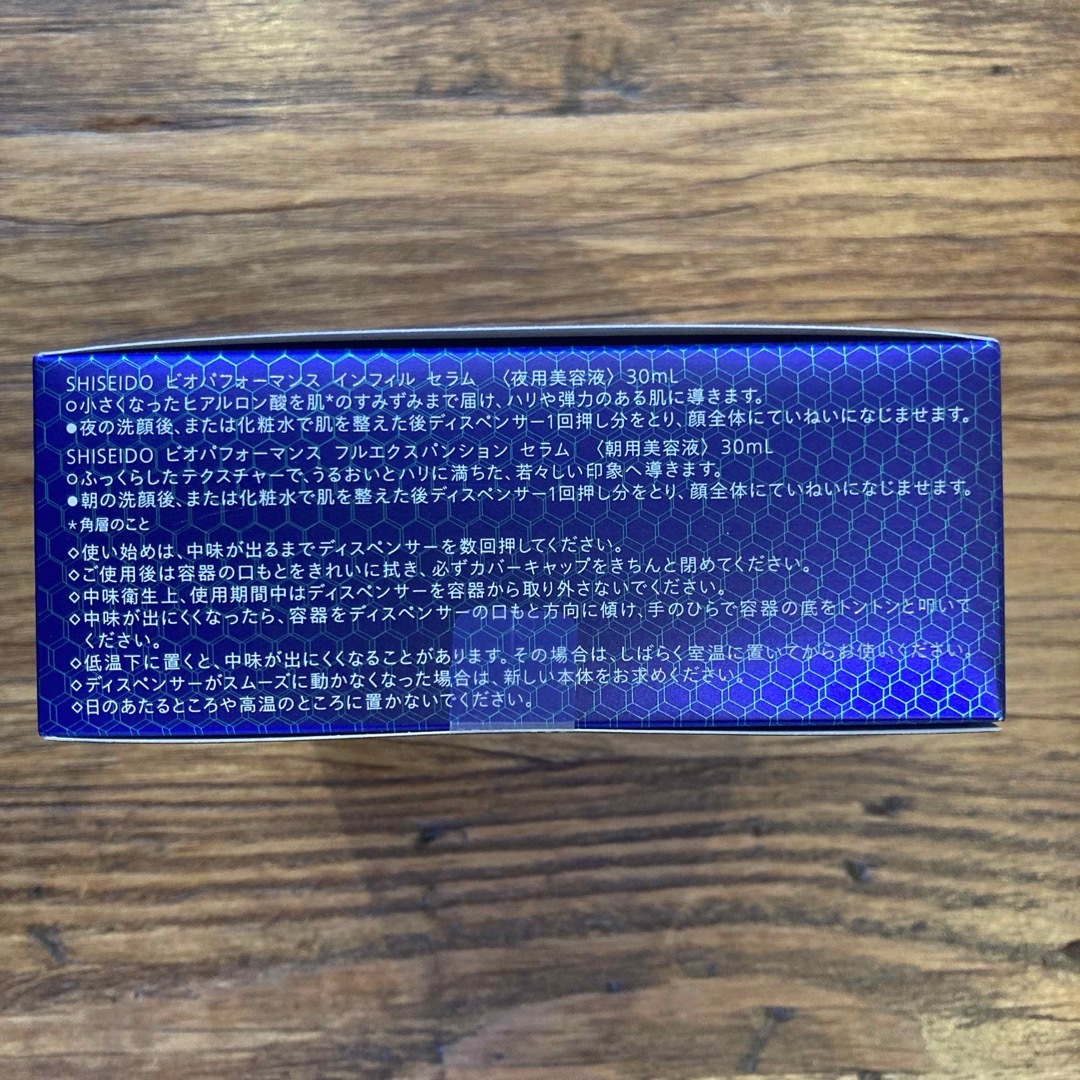 SHISEIDO ビオパフォーマンス インフィル セラム 〈夜用美容液〉30mL
○小さくなったヒアルロン酸を肌*のすみずみまで届け、ハリや弾力のある肌に導きます。
●夜の洗顔後、または化粧水で肌を整えた後ディスペンサー1回押し分をとり、顔全体にていねいになじませます。
SHISEIDO ビオパフォーマンス フルエクスパンション セラム 〈朝用美容液〉30mL
○ふっくらしたテクスチャーで、うるおいとハリに満ちた、若々しい印象へ導きます。
●朝の洗顔後、または化粧水で肌を整えた後ディスペンサー1回押し分をとり、顔全体にていねいになじませます。
*角層のこと
◇使い始めは、中味が出るまでディスペンサーを数回押してください。
◇ご使用後は容器の口もとをきれいに拭き、必ずカバーキャップをきちんと閉めてください。
◇中味衛生上、使用期間中はディスペンサーを容器から取り外さないでください。
◇中味が出にくくなったら、容器をディスペンサーの口もと方向に傾け、手のひらで容器の底をトントンと叩いて
ください。
◇低温下に置くと、中味が出にくくなることがあります。その場合は、しばらく室温に置いてからお使いください。
◇ディスペンサーがスムーズに動かなくなった場合は、新しい本体をお求めください。
◇日のあたるところや高温のところに置かないでください。